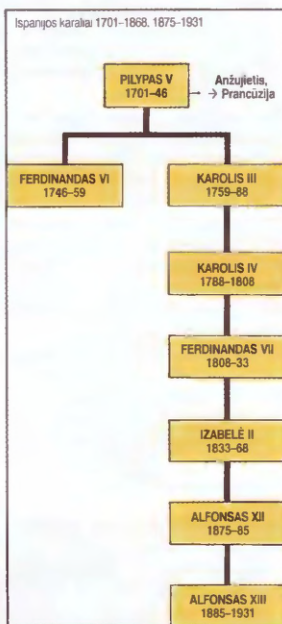 Ispanijos karaliai 1701–1868. 1875–1931
PILYPAS V
1701–46
Anžujietis,
→ Prancūzija
FERDINANDAS VI
1746–59
KAROLIS III
1759–88
KAROLIS IV
1788–1808
FERDINANDAS VII
1808–33
IZABELĖ II
1833–68
ALFONSAS XII
1875–85
ALFONSAS XIII
1885–1931